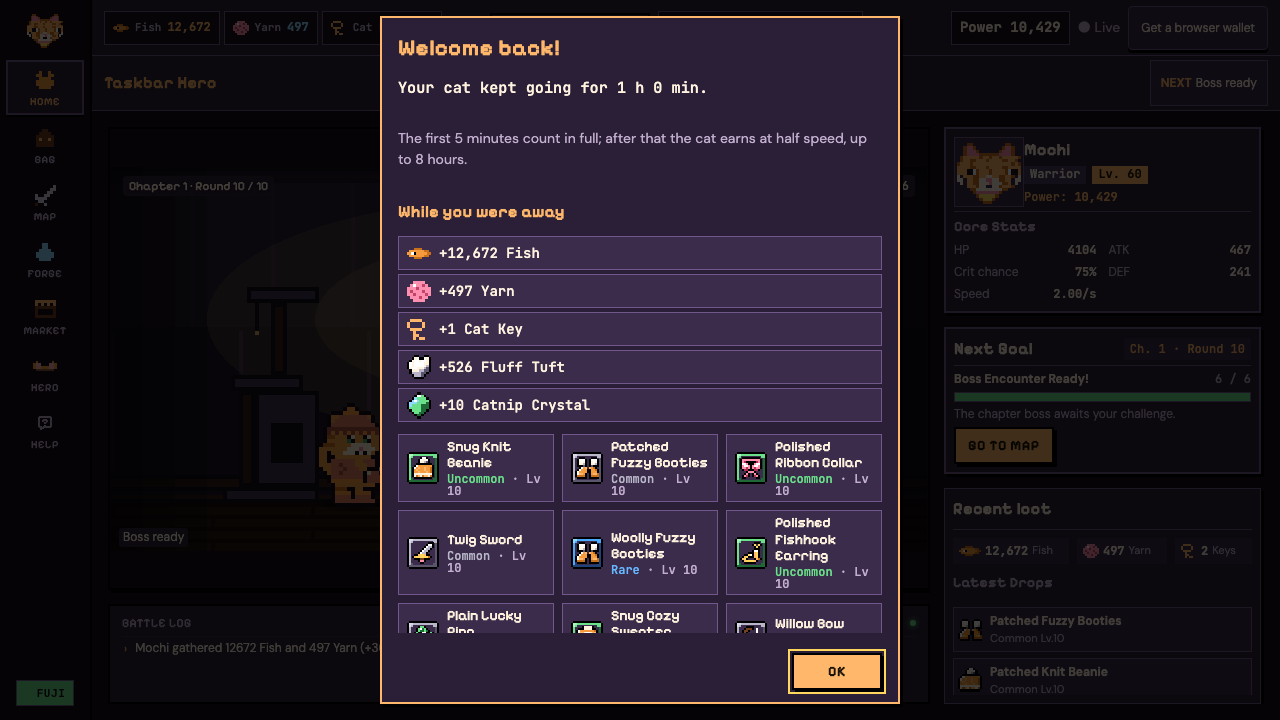 Fish 12,672
Yarn 497
Cat
Power 10,429
Live
Get a browser wallet
Taskbar Hero
NEXT Boss ready
HOME
BAG
MAP
FORGE
MARKET
HERO
HELP
FUJI
Chapter 1 · Round 10 / 10
Boss ready
BATTLE LOG
› Mochi gathered 12672 Fish and 497 Yarn (+3
Welcome back!
Your cat kept going for 1 h 0 min.
The first 5 minutes count in full; after that the cat earns at half speed, up
to 8 hours.
While you were away
+12,672 Fish
+497 Yarn
+1 Cat Key
+526 Fluff Tuft
+10 Catnip Crystal
Snug Knit
Beanie
Uncommon · Lv
10
Patched
Fuzzy Booties
Common · Lv
10
Polished
Ribbon Collar
Uncommon · Lv
10
Twig Sword
Common · Lv
10
Woolly Fuzzy
Booties
Rare · Lv 10
Polished
Fishhook
Earring
Uncommon · Lv
10
Plain Lucky
Snug Cozy
Sweater
Willow Bow
OK
6
Mochi
Warrior Lv. 60
Power: 10,429
Core Stats
HP 4104 ATK 467
Crit chance 75% DEF 241
Speed 2.00/s
Next Goal Ch. 1 · Round 10
Boss Encounter Ready! 6 / 6
The chapter boss awaits your challenge.
GO TO MAP
Recent loot
12,672 Fish 497 Yarn 2 Keys
Latest Drops
Patched Fuzzy Booties
Common Lv.10
Patched Knit Beanie
Common Lv.10